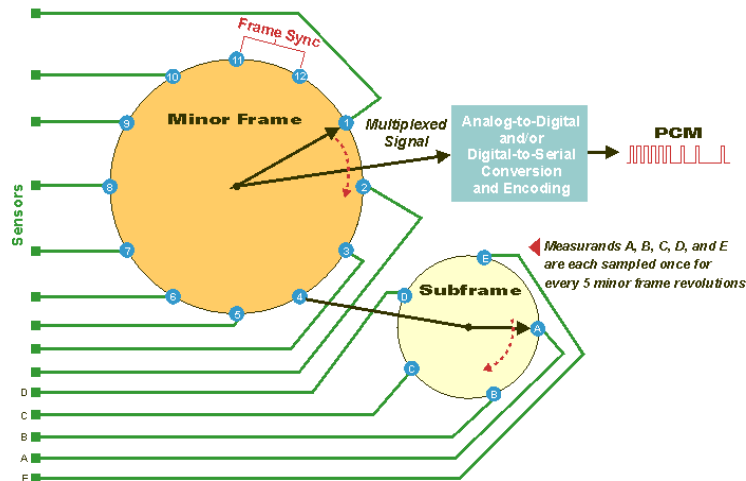 Frame Sync
11
12
10
1
9
Minor Frame
Multiplexed
Signal
Analog-to-Digital
and/or
Digital-to-Serial
Conversion
and Encoding
PCM
8
2
Sensors
7
3
6
4
5
Measurands A, B, C, D, and E
are each sampled once for
every 5 minor frame revolutions
E
Subframe
D
A
C
B
D
C
B
A
E